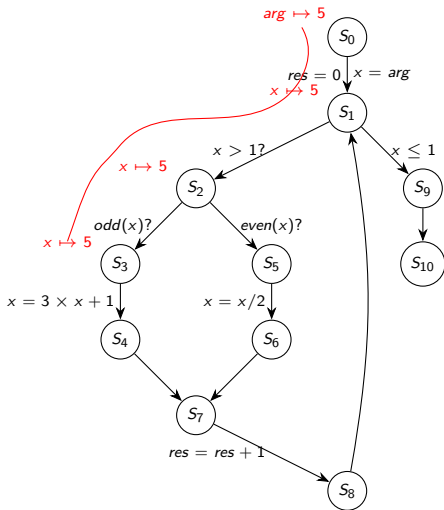 arg ↦ 5
S0
res = 0
x = arg
x ↦ 5
S1
x > 1?
x ≤ 1
x ↦ 5
S2
S9
odd(x)?
even(x)?
x ↦ 5
S3
S5
S10
x = 3 × x + 1
x = x/2
S4
S6
S7
res = res + 1
S8